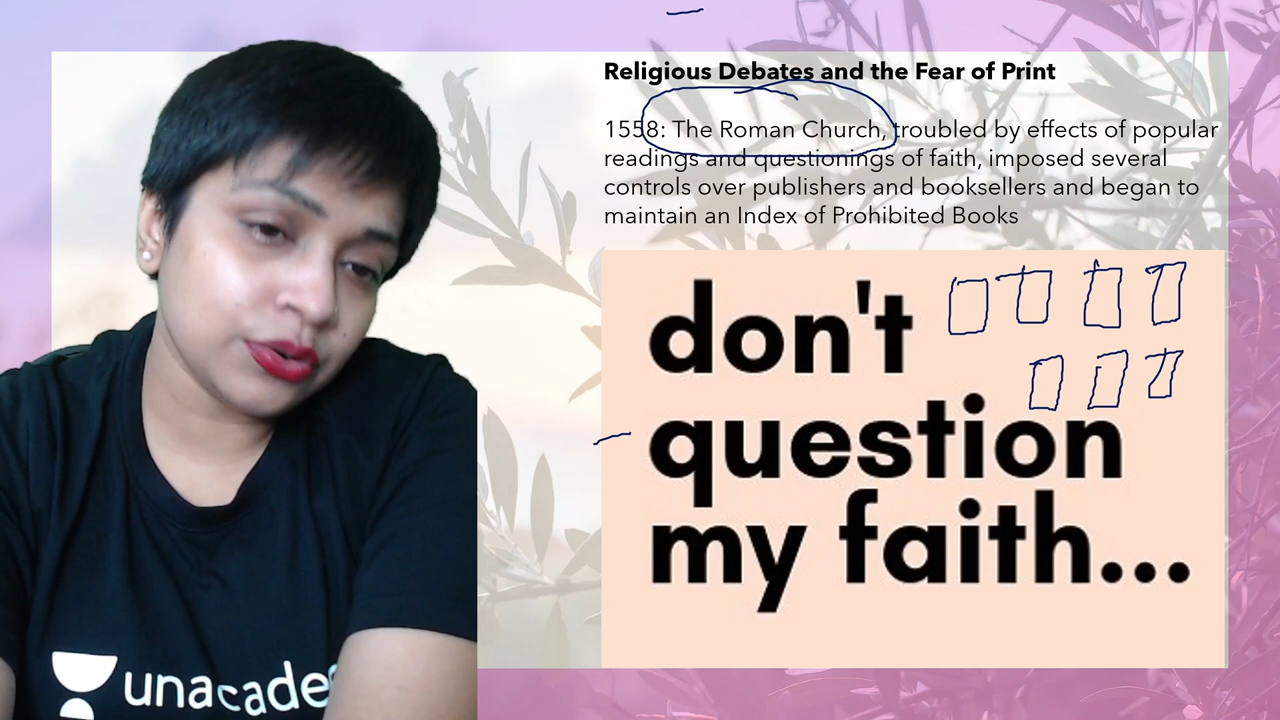 Religious Debates and the Fear of Print
1558: The Roman Church, troubled by effects of popular
readings and questionings of faith, imposed several
controls over publishers and booksellers and began to
maintain an Index of Prohibited Books
don't
question
my faith...
unacade